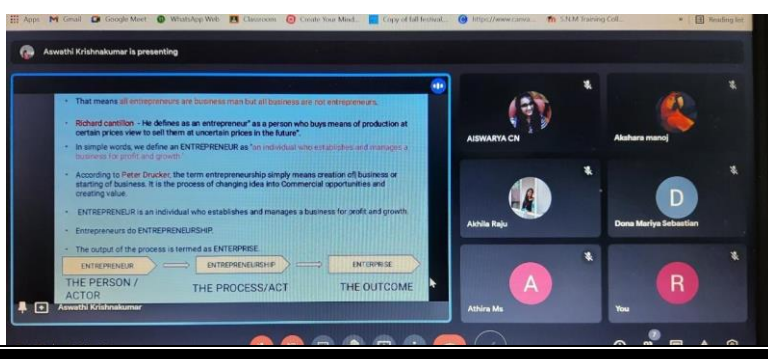 Apps Gmail Google Meet WhatsApp Web Classroom Create Your Mind... Copy of fall festival... https://www.canva... S.N.M Training Coll... » Reading list
Aswathi Krishnakumar is presenting
• That means all entrepreneurs are business man but all business are not entrepreneurs.
• Richard cantillon - He defines as an entrepreneur" as a person who buys means of production at
certain prices view to sell them at uncertain prices in the future".
• In simple words, we define an ENTREPRENEUR as "an individual who establishes and manages a
business for profit and growth
• According to Peter Drucker, the term entrepreneurship simply means creation of) business or
starting of business. It is the process of changing idea into Commercial opportunities and
creating value.
• ENTREPRENEUR is an individual who establishes and manages a business for profit and growth
• Entrepreneurs do ENTREPRENEURSHIP.
• The output of the process is termed as ENTERPRISE.
ENTREPRENEUR ENTREPRENEURSHIP ENTERPRISE
THE PERSON /
ACTOR
THE PROCESS/ACT
THE OUTCOME
Aswathi Krishnakumar
AISWARYA CN
Akshara manoj
Akhila Raju
D
Dona Mariya Sebastian
A
Athira Ms
R
You
7